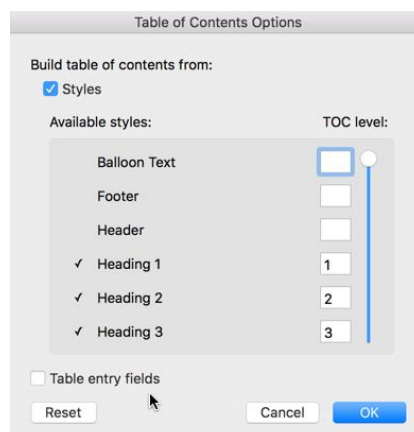 Table of Contents Options
Build table of contents from:
Styles
Available styles: TOC level:
Balloon Text
Footer
Header
✓ Heading 1 1
✓ Heading 2 2
✓ Heading 3 3
Table entry fields
Reset Cancel OK